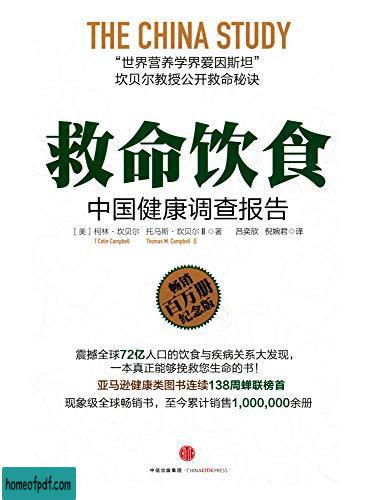 THE CHINA STUDY
“世界营养学界爱因斯坦”
坎贝尔教授公开救命秘诀
救命饮食
中国健康调查报告
［美］柯林·坎贝尔 托马斯·坎贝尔Ⅱ◎著 吕奕欣 倪婉君◎译
T.Colin Campbell Thomas M. Campbell Ⅱ
畅销
百万册
纪念版
震撼全球72亿人口的饮食与疾病关系大发现，
一本真正能够挽救您生命的书！
亚马逊健康类图书连续138周蝉联榜首
现象级全球畅销书，至今累计销售1,000,000余册
中信出版集团·CHINACITICPRESS
homeofpdf.com